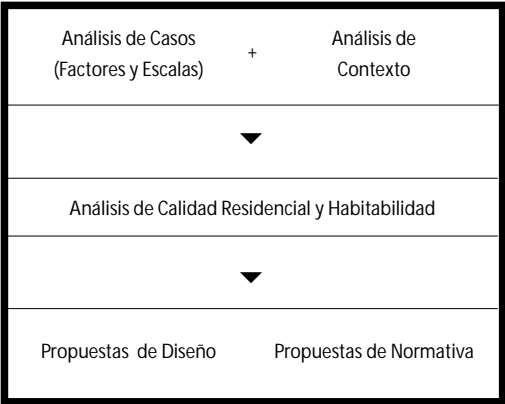 Análisis de Casos
(Factores y Escalas)
+
Análisis de
Contexto
Análisis de Calidad Residencial y Habitabilidad
Propuestas de Diseño
Propuestas de Normativa